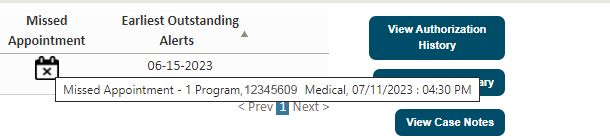 Missed
Appointment
Earliest Outstanding
Alerts
View Authorization
History
06-15-2023
ary
Missed Appointment - 1 Program, 12345609 Medical, 07/11/2023 : 04:30 PM
< Prev 1 Next >
View Case Notes